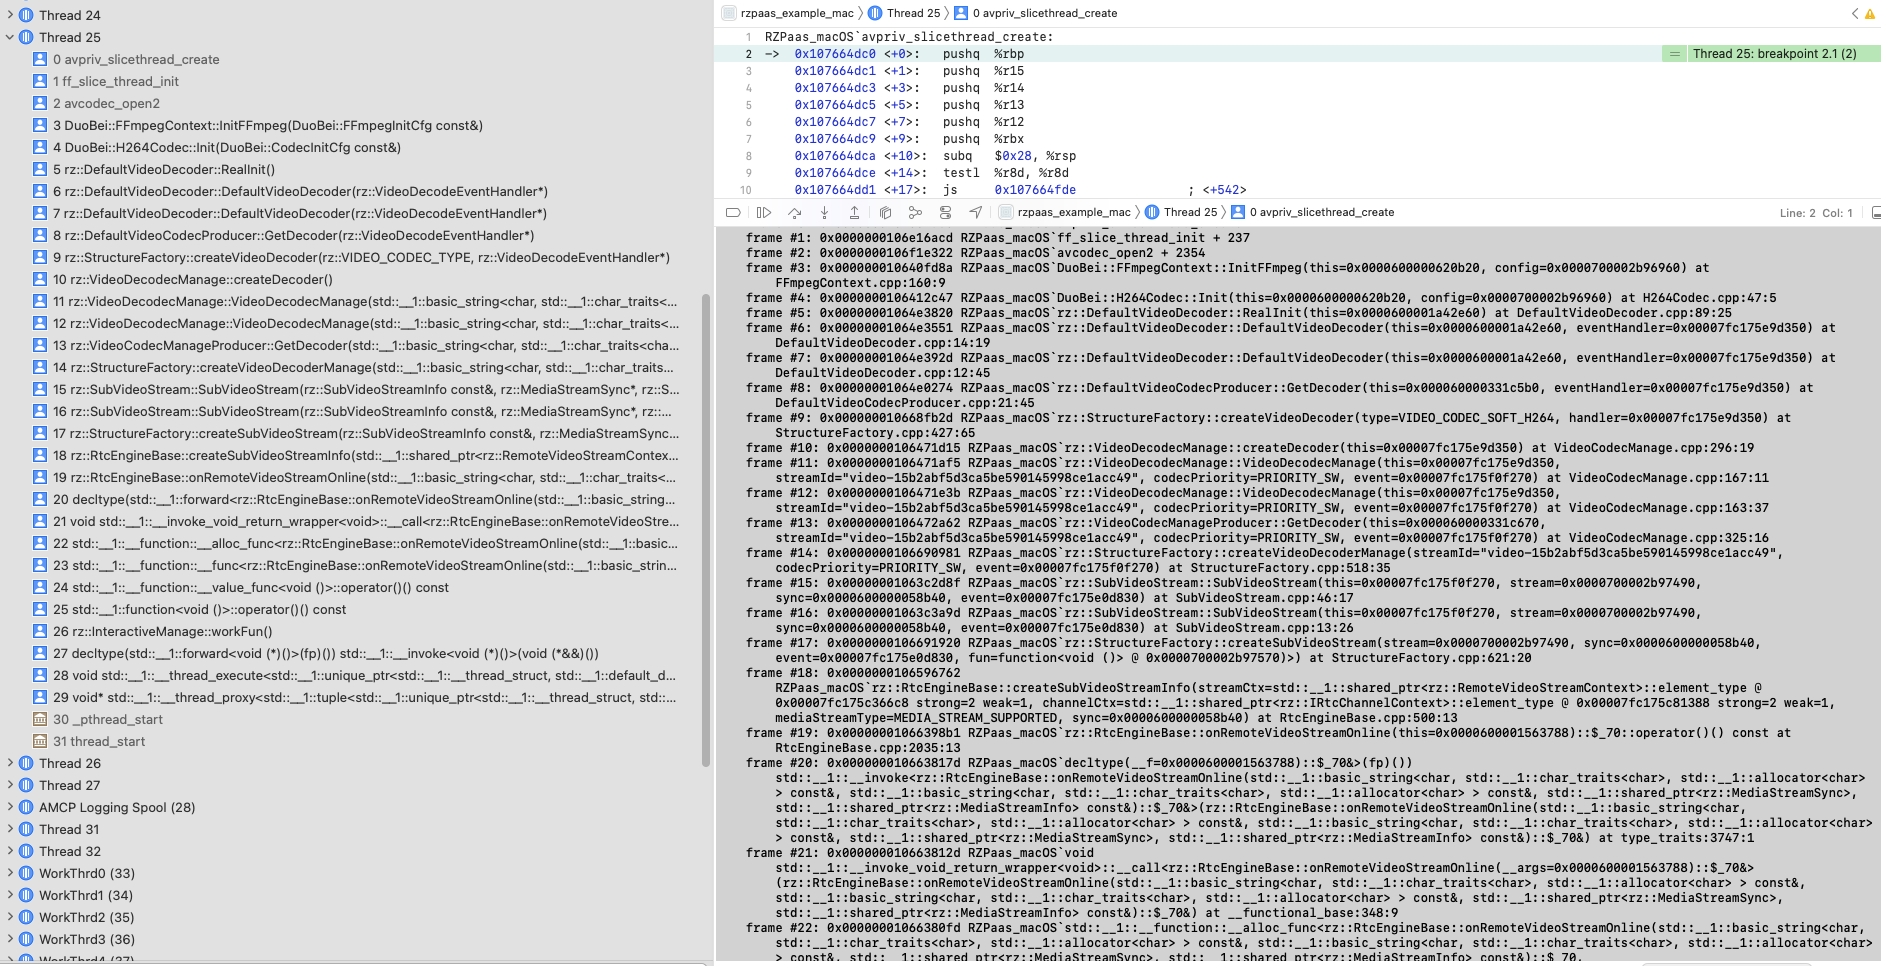 Thread 24
Thread 25
0 avpriv_slicethread_create
1 ff_slice_thread_init
2 avcodec_open2
3 DuoBei::FFmpegContext::InitFFmpeg(DuoBei::FFmpegInitCfg const&)
4 DuoBei::H264Codec::Init(DuoBei::CodecInitCfg const&)
5 rz::DefaultVideoDecoder::RealInit()
6 rz::DefaultVideoDecoder::DefaultVideoDecoder(rz::VideoDecodeEventHandler*)
7 rz::DefaultVideoDecoder::DefaultVideoDecoder(rz::VideoDecodeEventHandler*)
8 rz::DefaultVideoCodecProducer::GetDecoder(rz::VideoDecodeEventHandler*)
9 rz::StructureFactory::createVideoDecoder(rz::VIDEO_CODEC_TYPE, rz::VideoDecodeEventHandler*)
10 rz::VideoDecodecManage::createDecoder()
11 rz::VideoDecodecManage::VideoDecodecManage(std::__1::basic_string<char, std::__1::char_traits<...
12 rz::VideoDecodecManage::VideoDecodecManage(std::__1::basic_string<char, std::__1::char_traits<...
13 rz::VideoCodecManageProducer::GetDecoder(std::__1::basic_string<char, std::__1::char_traits<cha...
14 rz::StructureFactory::createVideoDecoderManage(std::__1::basic_string<char, std::__1::char_traits...
15 rz::SubVideoStream::SubVideoStream(rz::SubVideoStreamInfo const&, rz::MediaStreamSync*, rz::S...
16 rz::SubVideoStream::SubVideoStream(rz::SubVideoStreamInfo const&, rz::MediaStreamSync*, rz::...
17 rz::StructureFactory::createSubVideoStream(rz::SubVideoStreamInfo const&, rz::MediaStreamSync...
18 rz::RtcEngineBase::createSubVideoStreamInfo(std::__1::shared_ptr<rz::RemoteVideoStreamContex...
19 rz::RtcEngineBase::onRemoteVideoStreamOnline(std::__1::basic_string<char, std::__1::char_traits<...
20 decltype(std::__1::forward<rz::RtcEngineBase::onRemoteVideoStreamOnline(std::__1::basic_string...
21 void std::__1::__invoke_void_return_wrapper<void>::__call<rz::RtcEngineBase::onRemoteVideoStre...
22 std::__1::__function::__alloc_func<rz::RtcEngineBase::onRemoteVideoStreamOnline(std::__1::basic...
23 std::__1::__function::__func<rz::RtcEngineBase::onRemoteVideoStreamOnline(std::__1::basic_strin...
24 std::__1::__function::__value_func<void ()>::operator()() const
25 std::__1::function<void ()>::operator()() const
26 rz::InteractiveManage::workFun()
27 decltype(std::__1::forward<void (*)()>(fp)()) std::__1::__invoke<void (*)()>(void (*&&)())
28 void std::__1::__thread_execute<std::__1::unique_ptr<std::__1::__thread_struct, std::__1::default_d...
29 void* std::__1::__thread_proxy<std::__1::tuple<std::__1::unique_ptr<std::__1::__thread_struct, std::...
30 _pthread_start
31 thread_start
Thread 26
Thread 27
AMCP Logging Spool (28)
Thread 31
Thread 32
WorkThrd0 (33)
WorkThrd1 (34)
WorkThrd2 (35)
WorkThrd3 (36)
WorkThrd4 (37)
rzpaas_example_mac 〉 Thread 25 〉 0 avpriv_slicethread_create
1 RZPaas_macOS`avpriv_slicethread_create:
2 -> 0x107664dc0 <+0>: pushq %rbp
Thread 25: breakpoint 2.1 (2)
3 0x107664dc1 <+1>: pushq %r15
4 0x107664dc3 <+3>: pushq %r14
5 0x107664dc5 <+5>: pushq %r13
6 0x107664dc7 <+7>: pushq %r12
7 0x107664dc9 <+9>: pushq %rbx
8 0x107664dca <+10>: subq $0x28, %rsp
9 0x107664dce <+14>: testl %r8d, %r8d
10 0x107664dd1 <+17>: js 0x107664fde ; <+542>
rzpaas_example_mac 〉 Thread 25 〉 0 avpriv_slicethread_create
Line: 2 Col: 1
frame #1: 0x0000000106e16acd RZPaas_macOS`ff_slice_thread_init + 237
frame #2: 0x0000000106f1e322 RZPaas_macOS`avcodec_open2 + 2354
frame #3: 0x000000010640fd8a RZPaas_macOS`DuoBei::FFmpegContext::InitFFmpeg(this=0x0000600000620b20, config=0x0000700002b96960) at
FFmpegContext.cpp:160:9
frame #4: 0x0000000106412c47 RZPaas_macOS`DuoBei::H264Codec::Init(this=0x0000600000620b20, config=0x0000700002b96960) at H264Codec.cpp:47:5
frame #5: 0x00000001064e3820 RZPaas_macOS`rz::DefaultVideoDecoder::RealInit(this=0x0000600001a42e60) at DefaultVideoDecoder.cpp:89:25
frame #6: 0x00000001064e3551 RZPaas_macOS`rz::DefaultVideoDecoder::DefaultVideoDecoder(this=0x0000600001a42e60, eventHandler=0x00007fc175e9d350) at
DefaultVideoDecoder.cpp:14:19
frame #7: 0x00000001064e392d RZPaas_macOS`rz::DefaultVideoDecoder::DefaultVideoDecoder(this=0x0000600001a42e60, eventHandler=0x00007fc175e9d350) at
DefaultVideoDecoder.cpp:12:45
frame #8: 0x00000001064e0274 RZPaas_macOS`rz::DefaultVideoCodecProducer::GetDecoder(this=0x000060000331c5b0, eventHandler=0x00007fc175e9d350) at
DefaultVideoCodecProducer.cpp:21:45
frame #9: 0x000000010668fb2d RZPaas_macOS`rz::StructureFactory::createVideoDecoder(type=VIDEO_CODEC_SOFT_H264, handler=0x00007fc175e9d350) at
StructureFactory.cpp:427:65
frame #10: 0x0000000106471d15 RZPaas_macOS`rz::VideoDecodecManage::createDecoder(this=0x00007fc175e9d350) at VideoCodecManage.cpp:296:19
frame #11: 0x0000000106471af5 RZPaas_macOS`rz::VideoDecodecManage::VideoDecodecManage(this=0x00007fc175e9d350,
streamId="video-15b2abf5d3ca5be590145998ce1acc49", codecPriority=PRIORITY_SW, event=0x00007fc175f0f270) at VideoCodecManage.cpp:167:11
frame #12: 0x0000000106471e3b RZPaas_macOS`rz::VideoDecodecManage::VideoDecodecManage(this=0x00007fc175e9d350,
streamId="video-15b2abf5d3ca5be590145998ce1acc49", codecPriority=PRIORITY_SW, event=0x00007fc175f0f270) at VideoCodecManage.cpp:163:37
frame #13: 0x0000000106472a62 RZPaas_macOS`rz::VideoCodecManageProducer::GetDecoder(this=0x000060000331c670,
streamId="video-15b2abf5d3ca5be590145998ce1acc49", codecPriority=PRIORITY_SW, event=0x00007fc175f0f270) at VideoCodecManage.cpp:325:16
frame #14: 0x0000000106690981 RZPaas_macOS`rz::StructureFactory::createVideoDecoderManage(streamId="video-15b2abf5d3ca5be590145998ce1acc49",
codecPriority=PRIORITY_SW, event=0x00007fc175f0f270) at StructureFactory.cpp:518:35
frame #15: 0x00000001063c2d8f RZPaas_macOS`rz::SubVideoStream::SubVideoStream(this=0x00007fc175f0f270, stream=0x0000700002b97490,
sync=0x0000600000058b40, event=0x00007fc175e0d830) at SubVideoStream.cpp:46:17
frame #16: 0x00000001063c3a9d RZPaas_macOS`rz::SubVideoStream::SubVideoStream(this=0x00007fc175f0f270, stream=0x0000700002b97490,
sync=0x0000600000058b40, event=0x00007fc175e0d830) at SubVideoStream.cpp:13:26
frame #17: 0x0000000106691920 RZPaas_macOS`rz::StructureFactory::createSubVideoStream(stream=0x0000700002b97490, sync=0x0000600000058b40,
event=0x00007fc175e0d830, fun=function<void ()> @ 0x0000700002b97570)>) at StructureFactory.cpp:621:20
frame #18: 0x0000000106596762
RZPaas_macOS`rz::RtcEngineBase::createSubVideoStreamInfo(streamCtx=std::__1::shared_ptr<rz::RemoteVideoStreamContext>::element_type @
0x00007fc175c366c8 strong=2 weak=1, channelCtx=std::__1::shared_ptr<rz::IRtcChannelContext>::element_type @ 0x00007fc175c81388 strong=2 weak=1,
mediaStreamType=MEDIA_STREAM_SUPPORTED, sync=0x0000600000058b40) at RtcEngineBase.cpp:500:13
frame #19: 0x00000001066398b1 RZPaas_macOS`rz::RtcEngineBase::onRemoteVideoStreamOnline(this=0x0000600001563788)::$_70::operator()() const at
RtcEngineBase.cpp:2035:13
frame #20: 0x000000010663817d RZPaas_macOS`decltype(__f=0x0000600001563788)::$_70&>(fp)())
std::__1::__invoke<rz::RtcEngineBase::onRemoteVideoStreamOnline(std::__1::basic_string<char, std::__1::char_traits<char>, std::__1::allocator<char>
> const&, std::__1::basic_string<char, std::__1::char_traits<char>, std::__1::allocator<char> > const&, std::__1::shared_ptr<rz::MediaStreamSync>,
std::__1::shared_ptr<rz::MediaStreamInfo> const&)::$_70&>(rz::RtcEngineBase::onRemoteVideoStreamOnline(std::__1::basic_string<char,
std::__1::char_traits<char>, std::__1::allocator<char> > const&, std::__1::basic_string<char, std::__1::char_traits<char>, std::__1::allocator<char>
> const&, std::__1::shared_ptr<rz::MediaStreamSync>, std::__1::shared_ptr<rz::MediaStreamInfo> const&)::$_70&) at type_traits:3747:1
frame #21: 0x000000010663812d RZPaas_macOS`void
std::__1::__invoke_void_return_wrapper<void>::__call<rz::RtcEngineBase::onRemoteVideoStreamOnline(__args=0x0000600001563788)::$_70&>
(rz::RtcEngineBase::onRemoteVideoStreamOnline(std::__1::basic_string<char, std::__1::char_traits<char>, std::__1::allocator<char> > const&,
std::__1::basic_string<char, std::__1::char_traits<char>, std::__1::allocator<char> > const&, std::__1::shared_ptr<rz::MediaStreamSync>,
std::__1::shared_ptr<rz::MediaStreamInfo> const&)::$_70&) at __functional_base:348:9
frame #22: 0x00000001066380fd RZPaas_macOS`std::__1::__function::__alloc_func<rz::RtcEngineBase::onRemoteVideoStreamOnline(std::__1::basic_string<char,
std::__1::char_traits<char>, std::__1::allocator<char> > const&, std::__1::basic_string<char, std::__1::char_traits<char>, std::__1::allocator<char>
> const&, std::__1::shared_ptr<rz::MediaStreamSync>, std::__1::shared_ptr<rz::MediaStreamInfo> const&)::$_70,